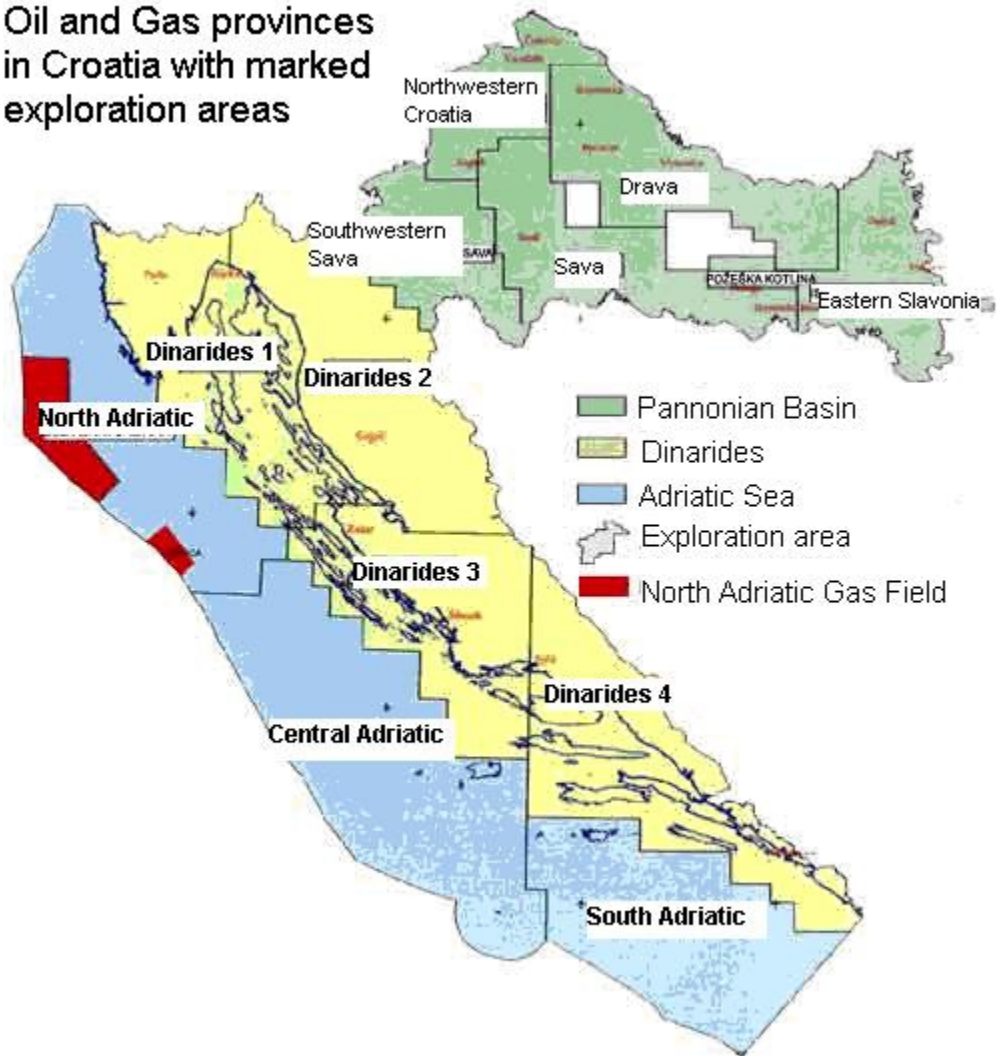 Oil and Gas provinces
in Croatia with marked
exploration areas
Northwestern
Croatia
Drava
Southwestern
Sava
SAVA
Sava
POŽEŠKA KOTLINA
Eastern Slavonia
Dinarides 1
Dinarides 2
North Adriatic
Pannonian Basin
Dinarides
Adriatic Sea
Exploration area
North Adriatic Gas Field
Dinarides 3
Dinarides 4
Central Adriatic
South Adriatic